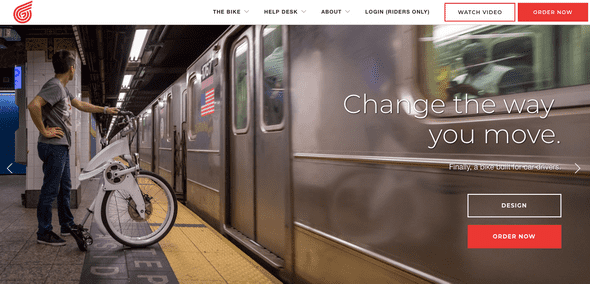 THE BIKE
HELP DESK
ABOUT
LOGIN (RIDERS ONLY)
WATCH VIDEO
ORDER NOW
Change the way
you move.
Finally, a bike built for car drivers.
DESIGN
ORDER NOW
STEP